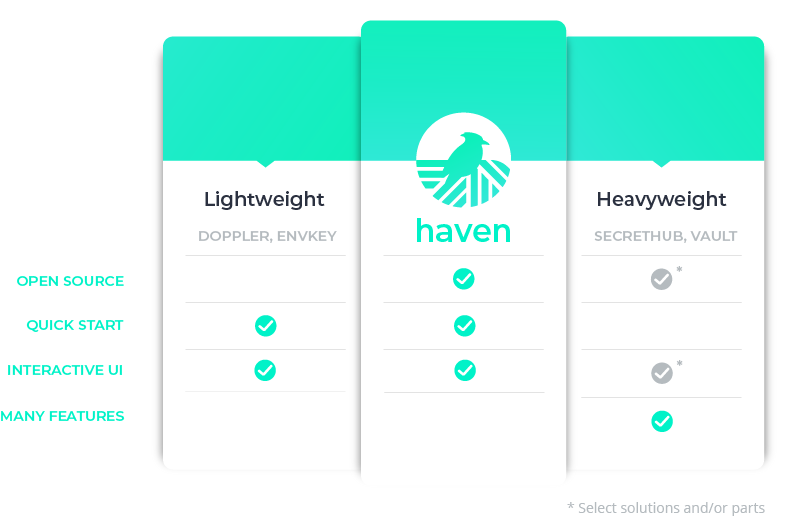 Lightweight
haven
Heavyweight
DOPPLER, ENVKEY
SECRETHUB, VAULT
OPEN SOURCE
*
QUICK START
INTERACTIVE UI
*
MANY FEATURES
* Select solutions and/or parts